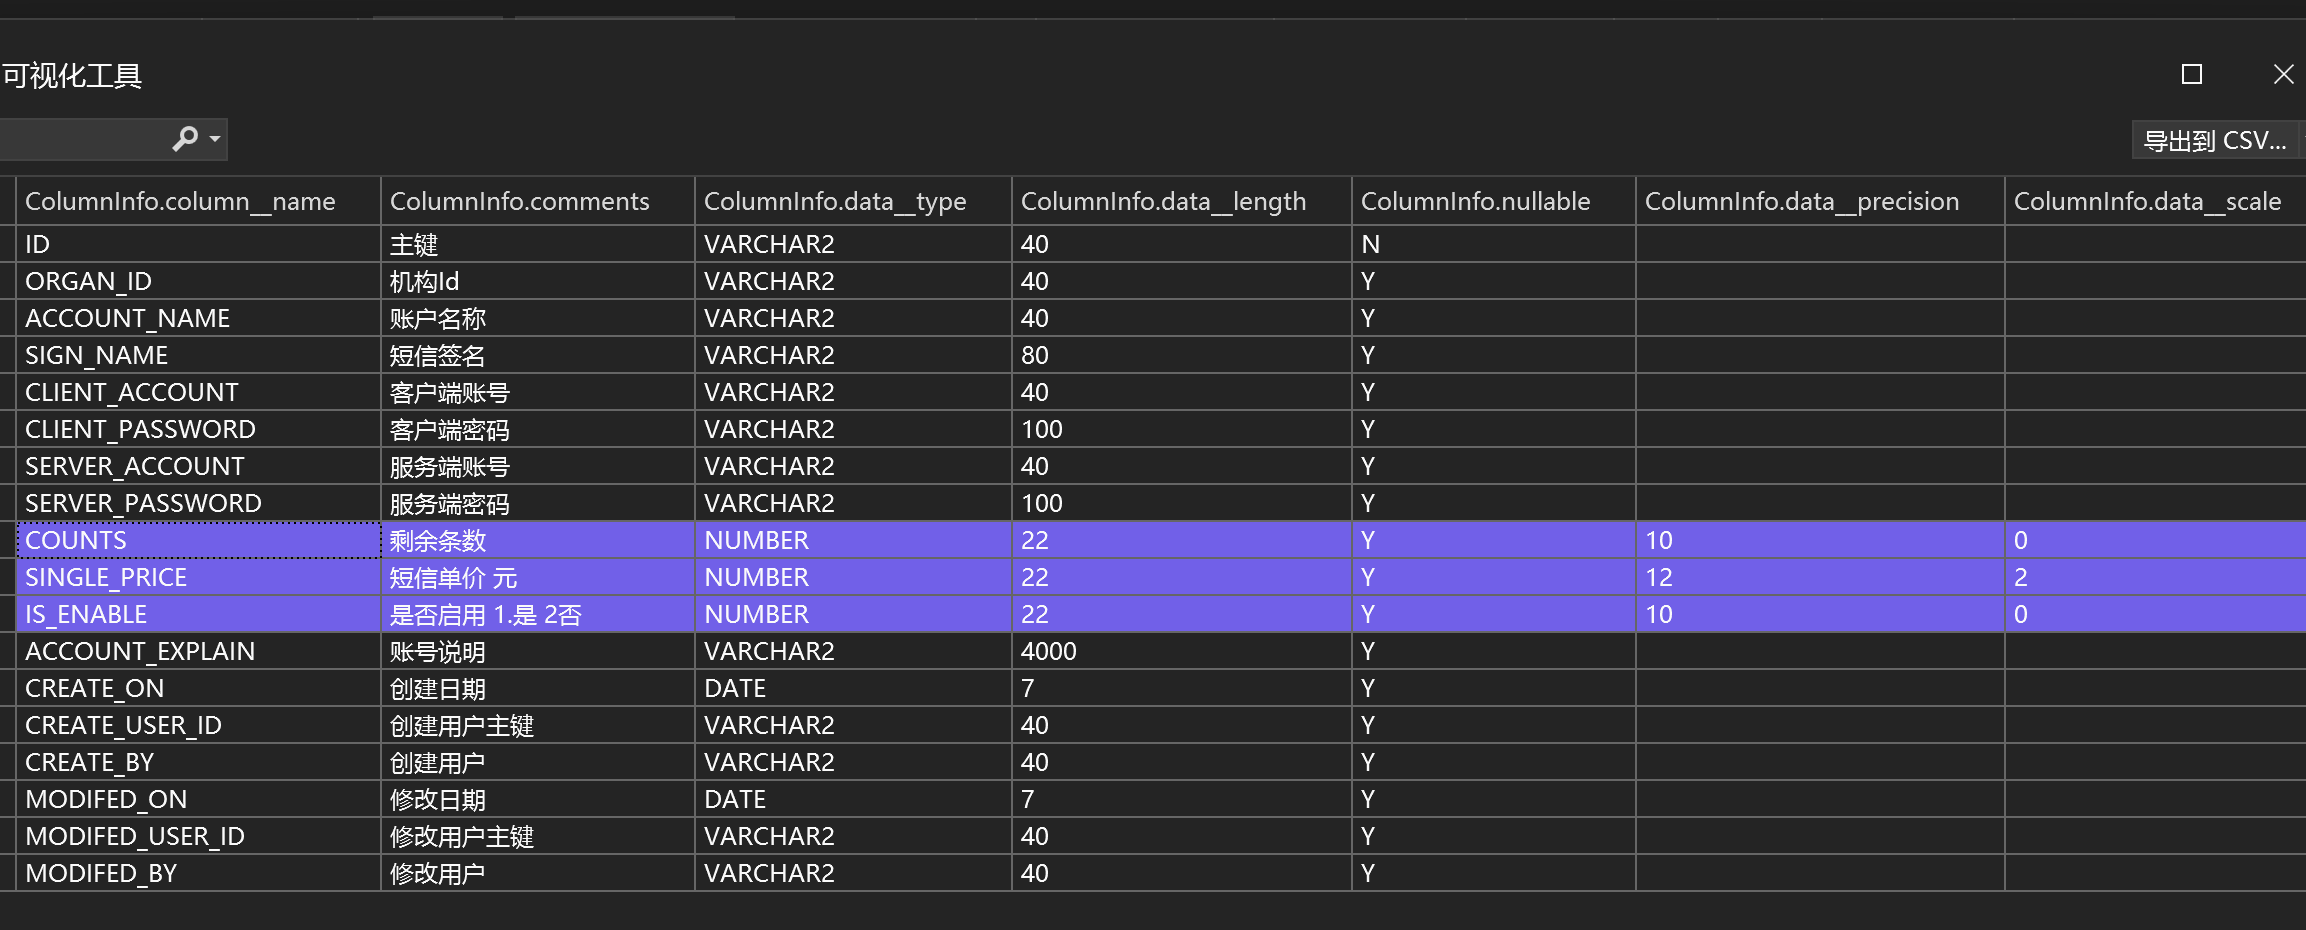 可视化工具
导出到 CSV...
ColumnInfo.column__name ColumnInfo.comments ColumnInfo.data__type ColumnInfo.data__length ColumnInfo.nullable ColumnInfo.data__precision ColumnInfo.data__scale
ID 主键 VARCHAR2 40 N
ORGAN_ID 机构Id VARCHAR2 40 Y
ACCOUNT_NAME 账户名称 VARCHAR2 40 Y
SIGN_NAME 短信签名 VARCHAR2 80 Y
CLIENT_ACCOUNT 客户端账号 VARCHAR2 40 Y
CLIENT_PASSWORD 客户端密码 VARCHAR2 100 Y
SERVER_ACCOUNT 服务端账号 VARCHAR2 40 Y
SERVER_PASSWORD 服务端密码 VARCHAR2 100 Y
COUNTS 剩余条数 NUMBER 22 Y 10 0
SINGLE_PRICE 短信单价 元 NUMBER 22 Y 12 2
IS_ENABLE 是否启用 1.是 2否 NUMBER 22 Y 10 0
ACCOUNT_EXPLAIN 账号说明 VARCHAR2 4000 Y
CREATE_ON 创建日期 DATE 7 Y
CREATE_USER_ID 创建用户主键 VARCHAR2 40 Y
CREATE_BY 创建用户 VARCHAR2 40 Y
MODIFED_ON 修改日期 DATE 7 Y
MODIFED_USER_ID 修改用户主键 VARCHAR2 40 Y
MODIFED_BY 修改用户 VARCHAR2 40 Y